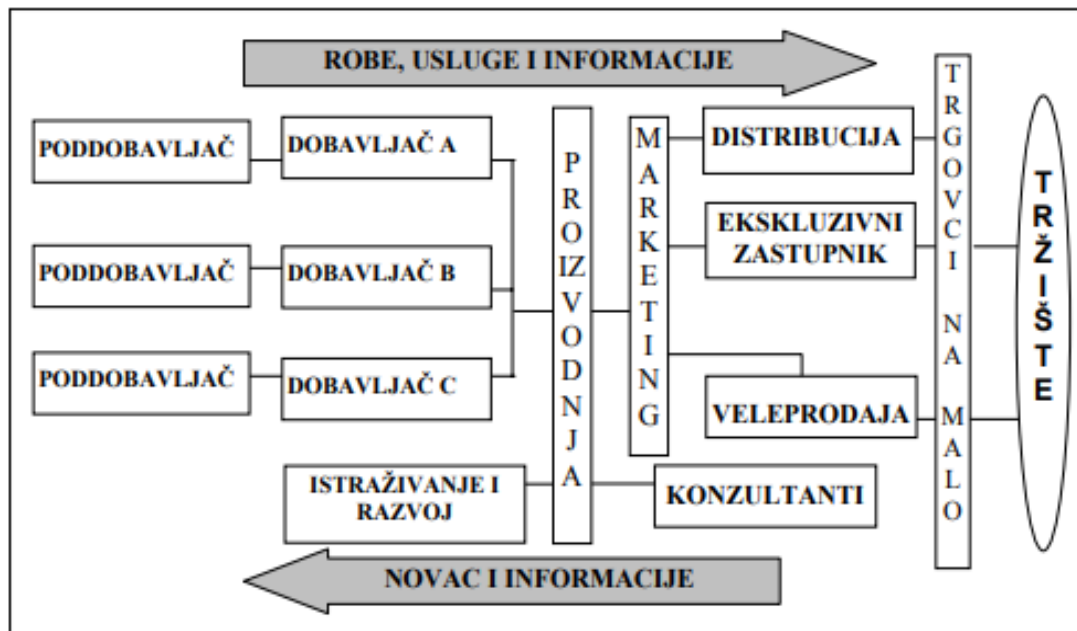 ROBE, USLUGE I INFORMACIJE
PODDOBAVLJAČ
DOBAVLJAČ A
PODDOBAVLJAČ
DOBAVLJAČ B
PODDOBAVLJAČ
DOBAVLJAČ C
PROIZVODNJA
MARKETING
DISTRIBUCIJA
EKSKLUZIVNI
ZASTUPNIK
VELEPRODAJA
TRGOVCI NA MALO
TRŽIŠTE
ISTRAŽIVANJE I
RAZVOJ
KONZULTANTI
NOVAC I INFORMACIJE